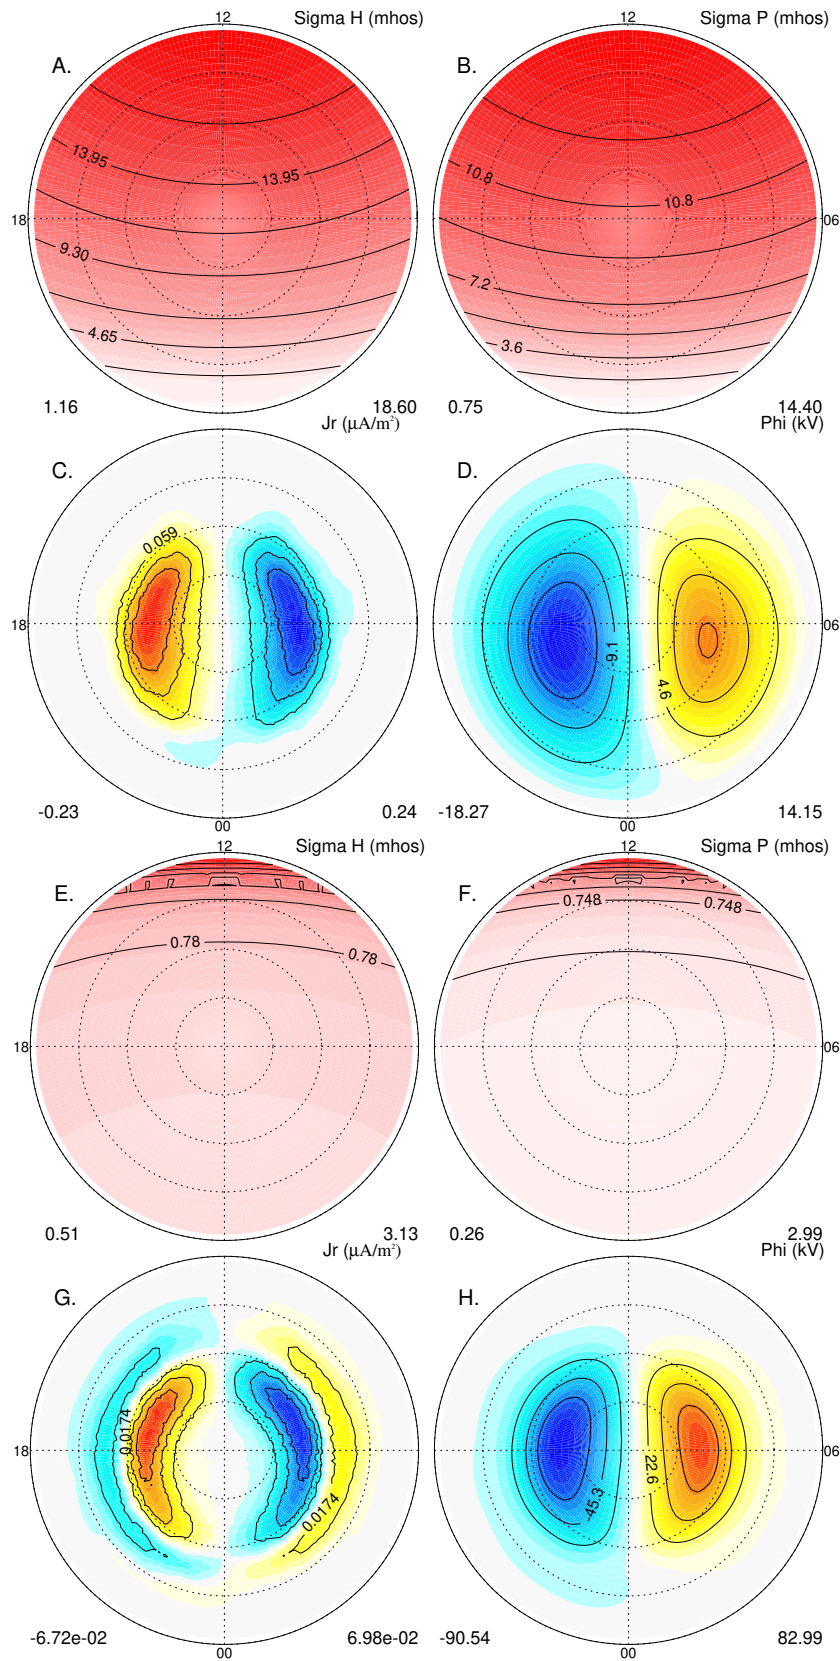 12 Sigma H (mhos)
12 Sigma P (mhos)
A.
B.
13.95
13.95
10.8
10.8
18
06
9.30
7.2
4.65
3.6
1.16
18.60
0.75
14.40
Jr (μA/m²)
Phi (kV)
C.
D.
0.059
18
06
-9.1
4.6
-0.23
0.24
-18.27
14.15
00
00
12 Sigma H (mhos)
12 Sigma P (mhos)
E.
F.
0.748
0.748
0.78
0.78
18
06
0.51
3.13
0.26
2.99
Jr (μA/m²)
Phi (kV)
G.
H.
0.0174
18
06
22.6
-45.3
0.0174
-6.72e-02
6.98e-02
-90.54
82.99
00
00